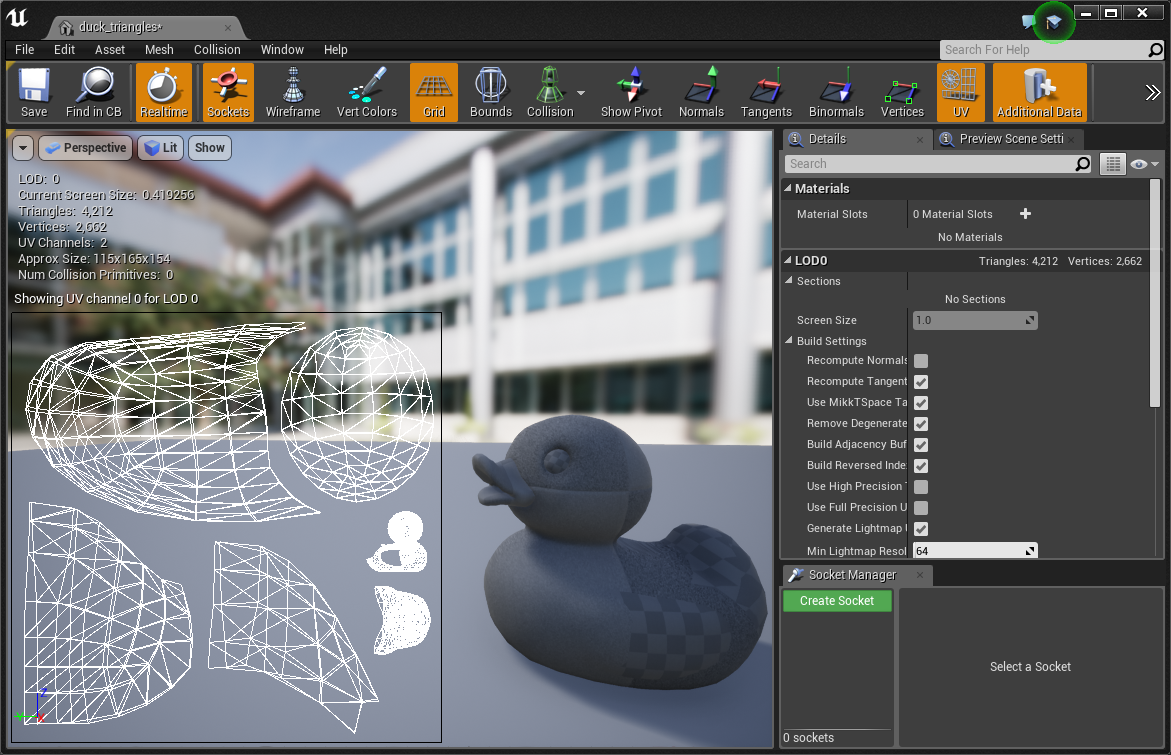 duck_triangles*
File Edit Asset Mesh Collision Window Help
Search For Help
Save Find in CB Realtime Sockets Wireframe Vert Colors Grid Bounds Collision Show Pivot Normals Tangents Binormals Vertices UV Additional Data
Perspective Lit Show
LOD: 0
Current Screen Size: 0.419256
Triangles: 4,212
Vertices: 2,662
UV Channels: 2
Approx Size: 115x165x154
Num Collision Primitives: 0
Showing UV channel 0 for LOD 0
Z
Details
Preview Scene Setti
Search
Materials
Material Slots 0 Material Slots
No Materials
LOD0 Triangles: 4,212 Vertices: 2,662
Sections
No Sections
Screen Size 1.0
Build Settings
Recompute Normals
Recompute Tangent
Use MikkTSpace Ta
Remove Degenerate
Build Adjacency Buf
Build Reversed Inde
Use High Precision
Use Full Precision U
Generate Lightmap
Min Lightmap Resol 64
Socket Manager
Create Socket
Select a Socket
0 sockets